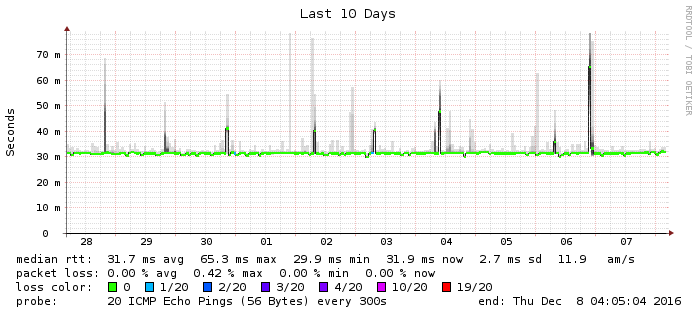 Last 10 Days
RRDTOOL / TOBI OETIKER
Seconds
70 m
60 m
50 m
40 m
30 m
20 m
10 m
0
28 29 30 01 02 03 04 05 06 07
median rtt: 31.7 ms avg 65.3 ms max 29.9 ms min 31.9 ms now 2.7 ms sd 11.9 am/s
packet loss: 0.00 % avg 0.42 % max 0.00 % min 0.00 % now
loss color: 0 1/20 2/20 3/20 4/20 10/20 19/20
probe: 20 ICMP Echo Pings (56 Bytes) every 300s end: Thu Dec 8 04:05:04 2016